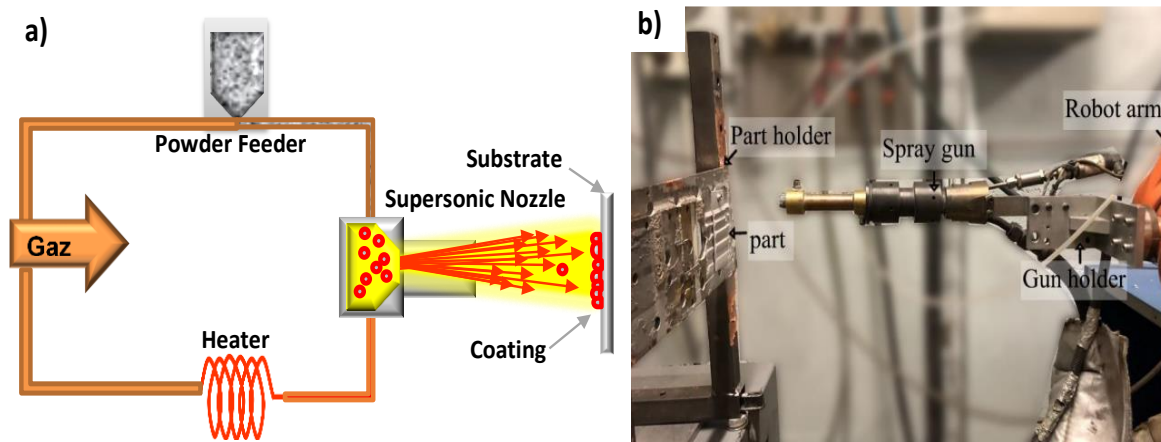 a)
Powder Feeder
Substrate
Supersonic Nozzle
Gaz
Heater
Coating
b)
Robot arm
Part holder
Spray gun
part
Gun holder